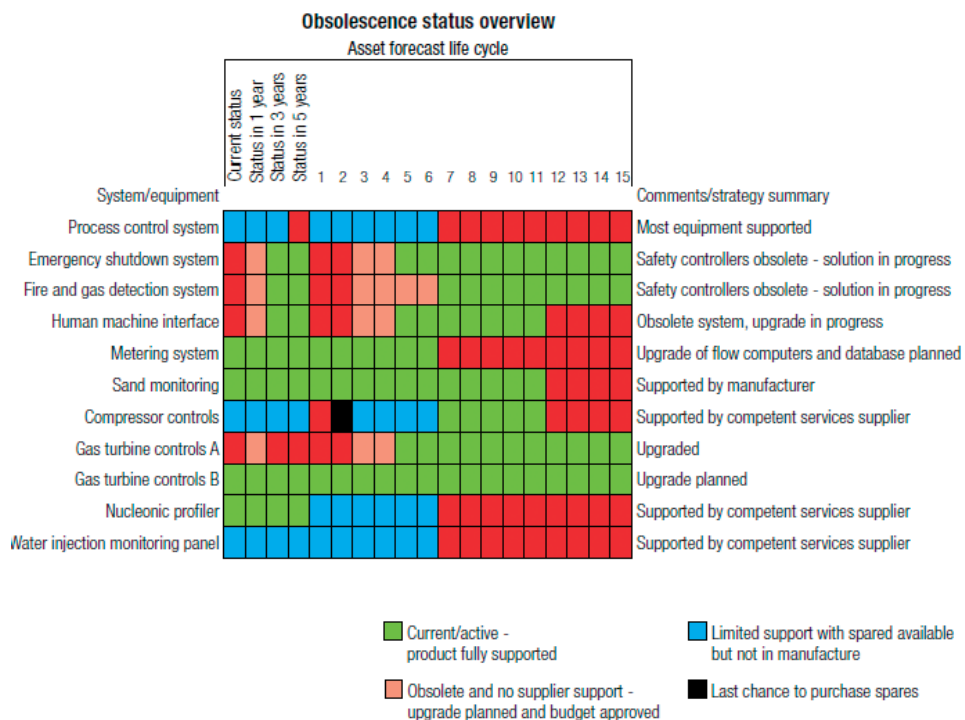 Obsolescence status overview
Asset forecast life cycle
Current status
Status in 1 year
Status in 3 years
Status in 5 years
1 2 3 4 5 6 7 8 9 10 11 12 13 14 15
System/equipment Comments/strategy summary
Process control system Most equipment supported
Emergency shutdown system Safety controllers obsolete - solution in progress
Fire and gas detection system Safety controllers obsolete - solution in progress
Human machine interface Obsolete system, upgrade in progress
Metering system Upgrade of flow computers and database planned
Sand monitoring Supported by manufacturer
Compressor controls Supported by competent services supplier
Gas turbine controls A Upgraded
Gas turbine controls B Upgrade planned
Nucleonic profiler Supported by competent services supplier
Water injection monitoring panel Supported by competent services supplier
Current/active -
product fully supported
Limited support with spared available
but not in manufacture
Obsolete and no supplier support -
upgrade planned and budget approved
Last chance to purchase spares